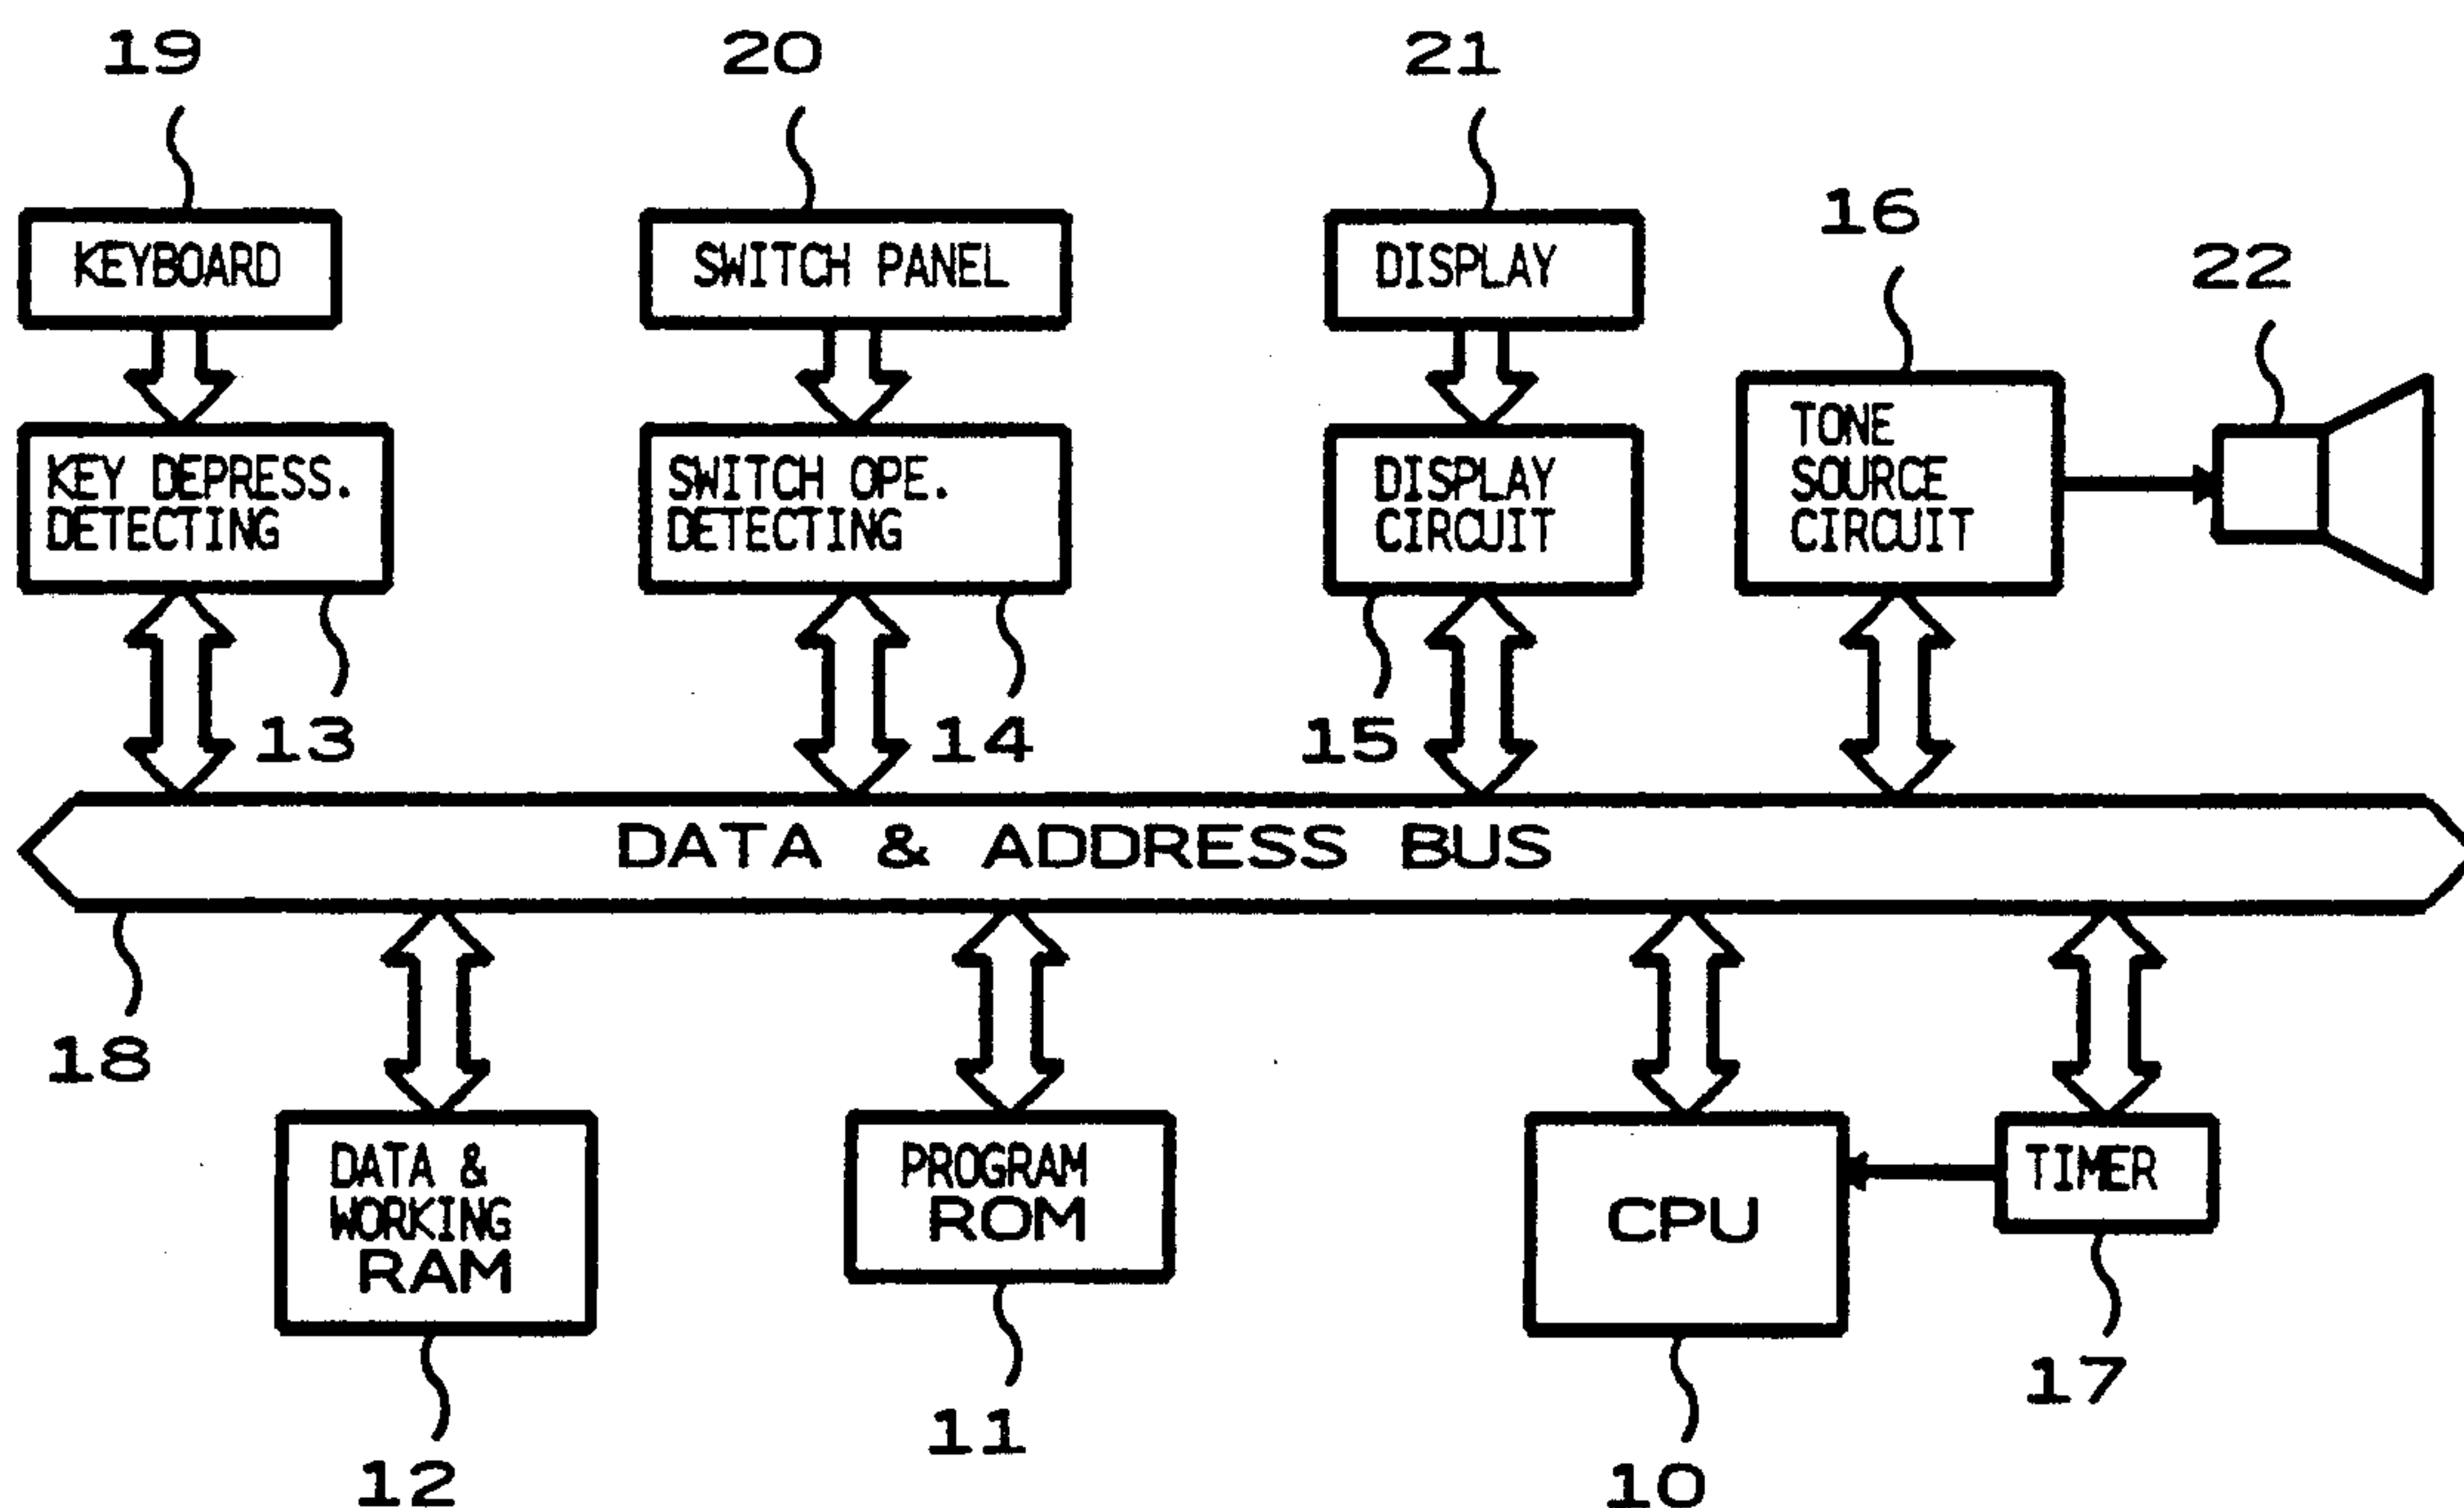 19
20
21
16
22
KEYBOARD
SWITCH PANEL
DISPLAY
KEY DEPRESS.
DETECTING
SWITCH OPE.
DETECTING
DISPLAY
CIRCUIT
TONE
SOURCE
CIRCUIT
13
14
15
DATA & ADDRESS BUS
18
DATA &
WORKING
RAM
PROGRAM
ROM
CPU
TIMER
12
11
10
17